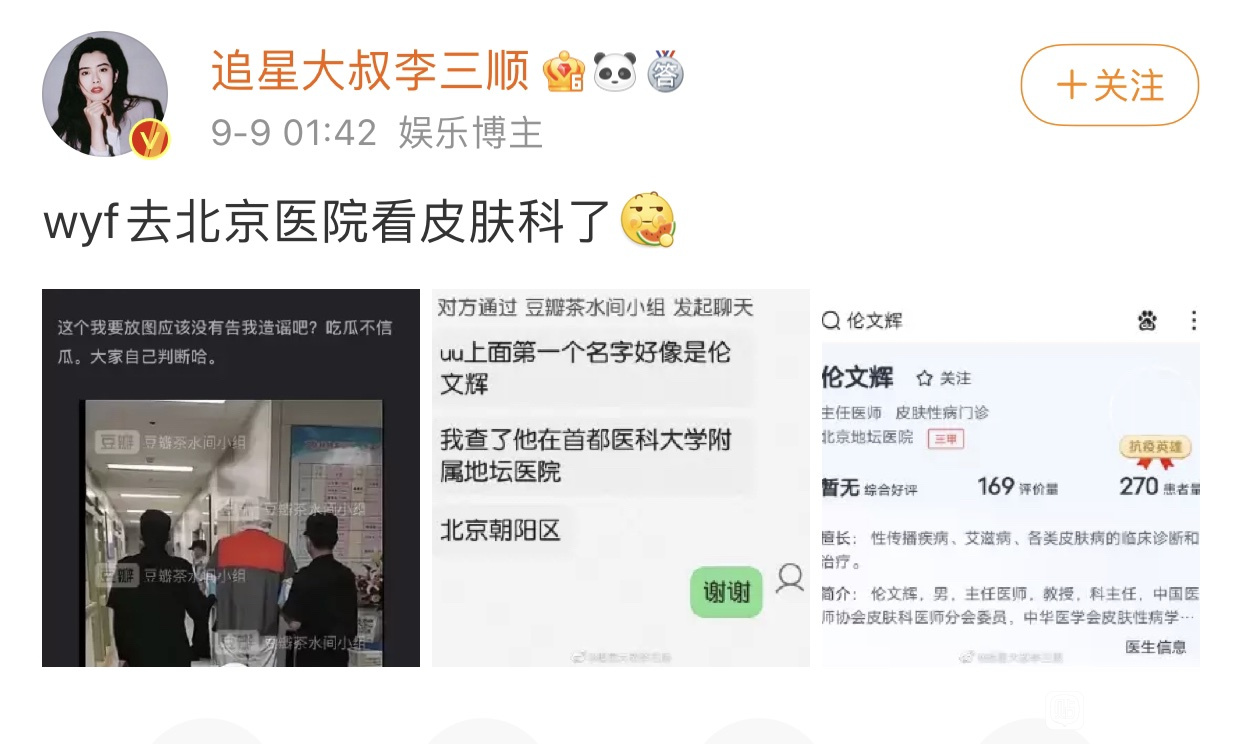 追星大叔李三顺
+关注
9-9 01:42 娱乐博主
wyf去北京医院看皮肤科了
这个我要放图应该没有告我造谣吧？吃瓜不信
瓜。大家自己判断哈。
豆瓣 豆瓣茶水间小组
豆瓣茶水间小组
豆瓣 豆瓣茶水间小组
豆瓣 豆瓣茶水间小组
对方通过 豆瓣茶水间小组 发起聊天
uu上面第一个名字好像是伦
文辉
我查了他在首都医科大学附
属地坛医院
北京朝阳区
谢谢
伦文辉
伦文辉 关注
主任医师 皮肤性病门诊
北京地坛医院 三甲
抗疫英雄
暂无 综合好评 169 评价量 270 患者量
擅长： 性传播疾病、艾滋病、各类皮肤病的临床诊断和
治疗。
简介： 伦文辉，男，主任医师，教授，科主任，中国医
师协会皮肤科医师分会委员，中华医学会皮肤性病学…
医生信息